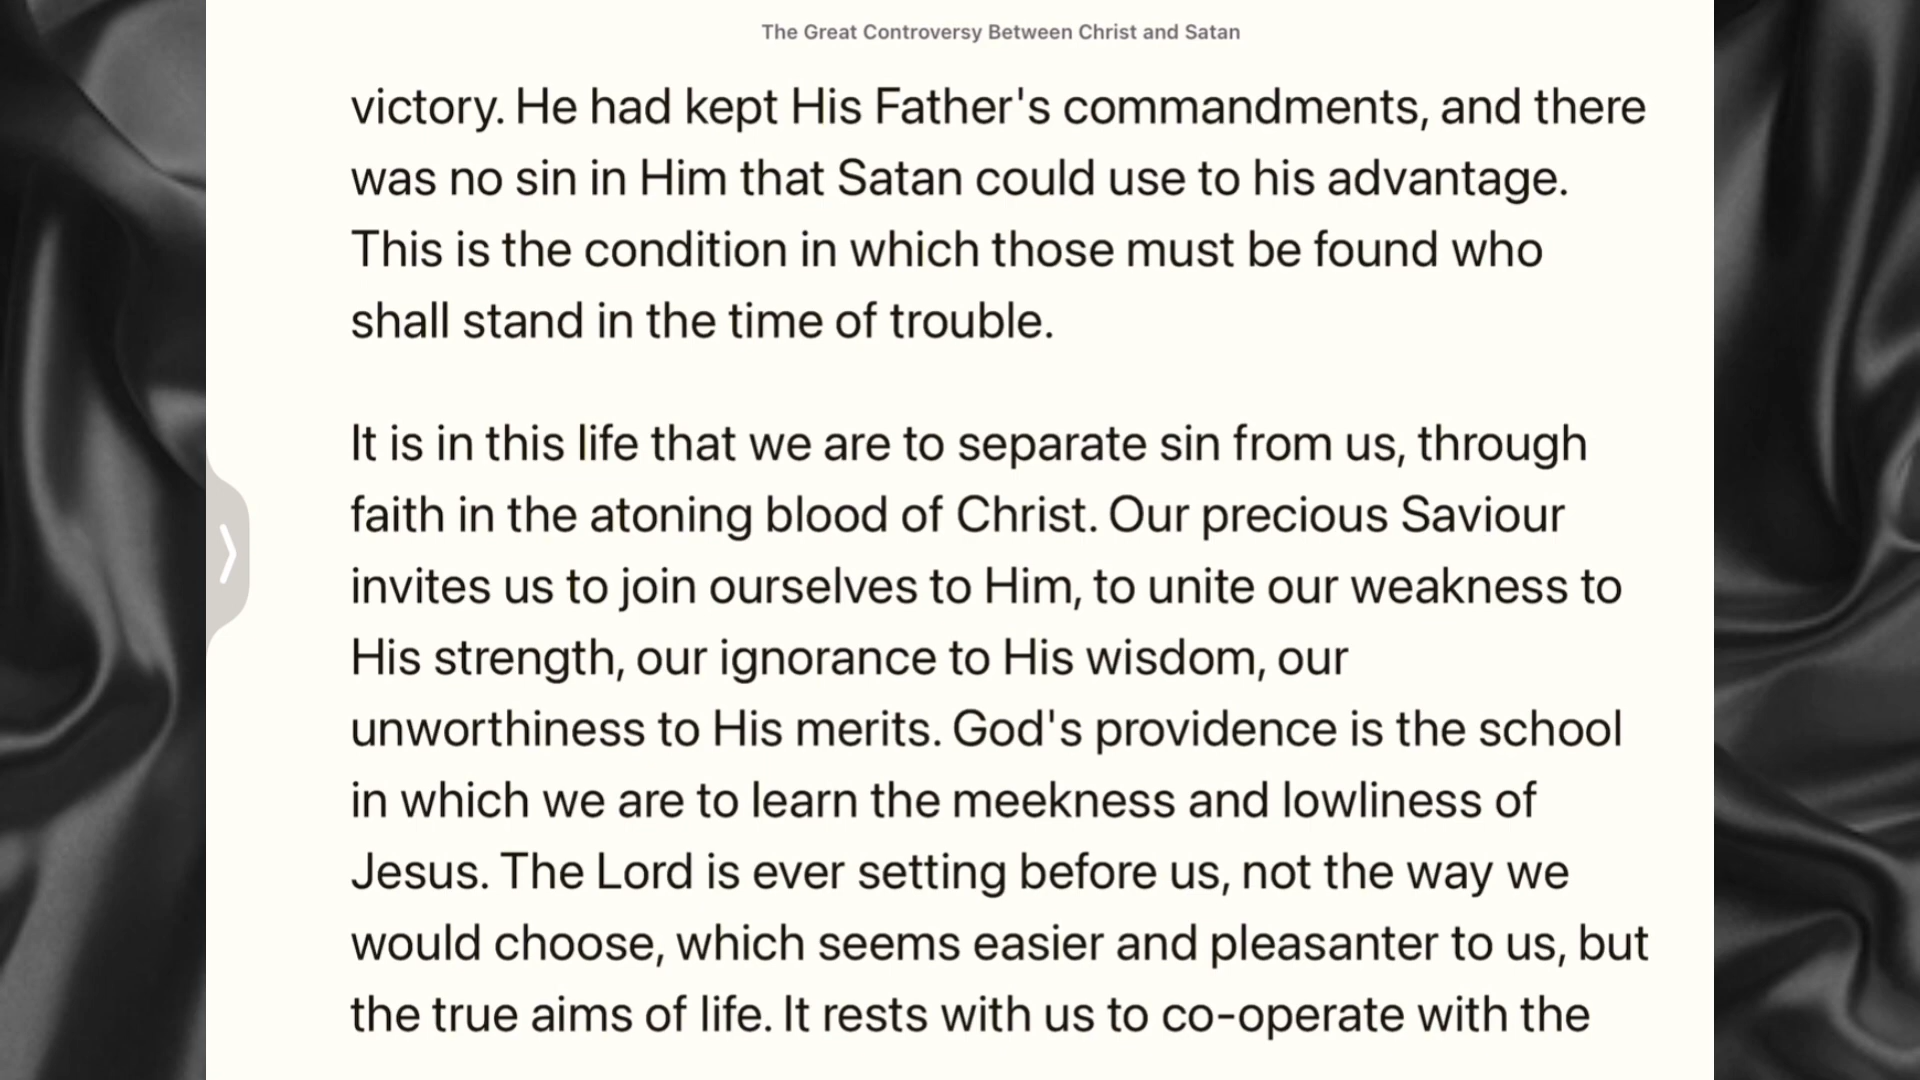 The Great Controversy Between Christ and Satan
victory. He had kept His Father's commandments, and there
was no sin in Him that Satan could use to his advantage.
This is the condition in which those must be found who
shall stand in the time of trouble.
It is in this life that we are to separate sin from us, through
faith in the atoning blood of Christ. Our precious Saviour
invites us to join ourselves to Him, to unite our weakness to
His strength, our ignorance to His wisdom, our
unworthiness to His merits. God's providence is the school
in which we are to learn the meekness and lowliness of
Jesus. The Lord is ever setting before us, not the way we
would choose, which seems easier and pleasanter to us, but
the true aims of life. It rests with us to co-operate with the